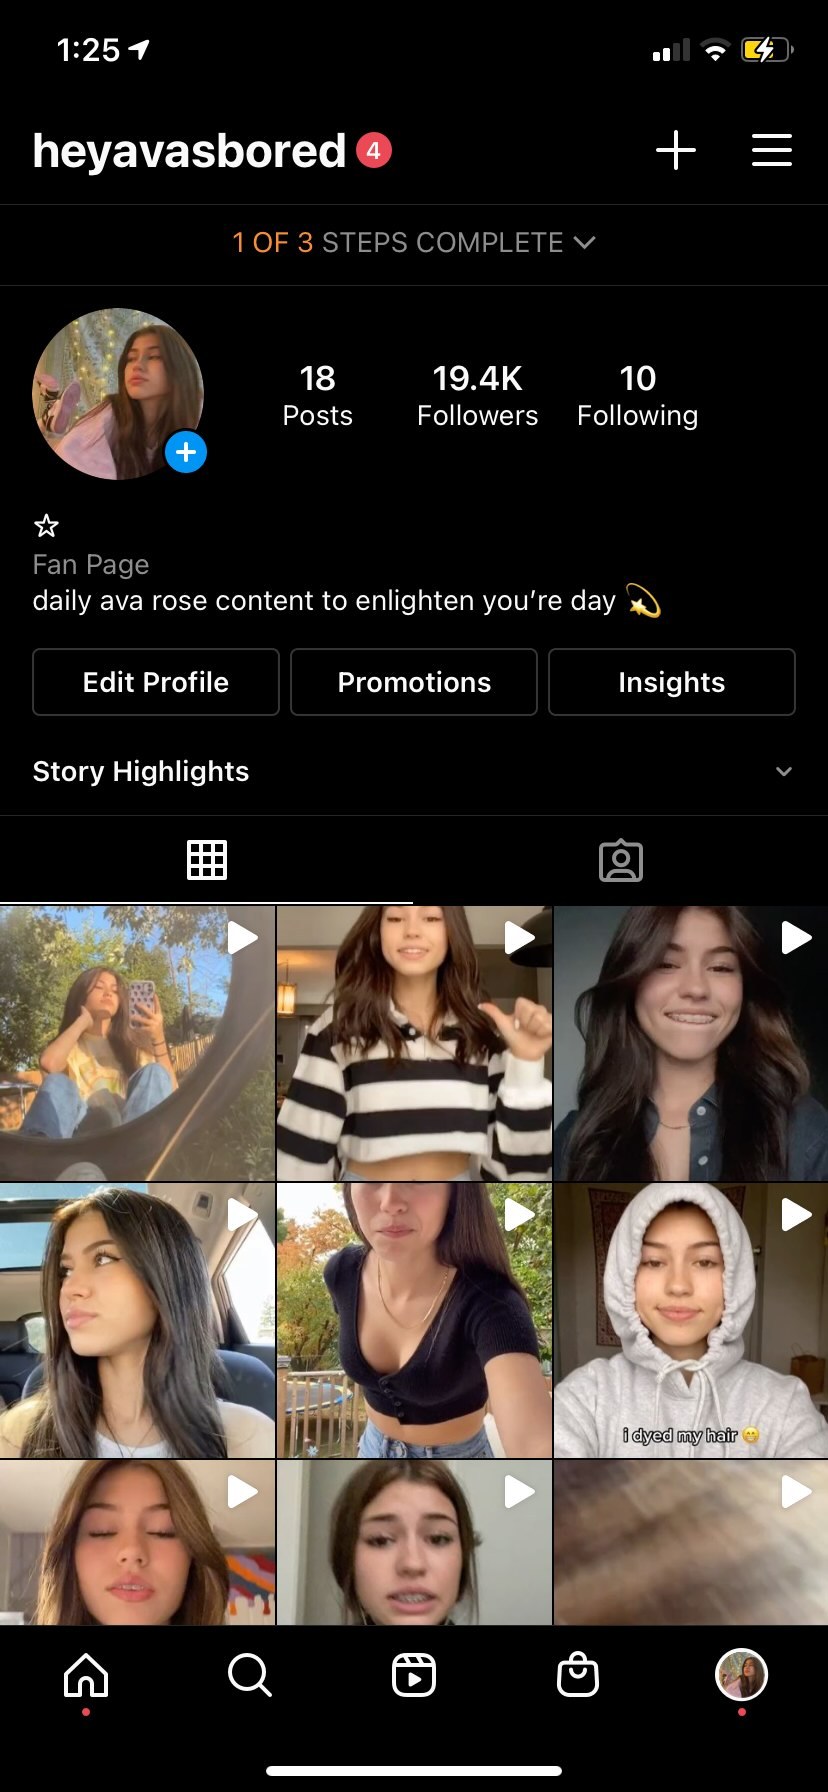 1:25
heyavasbored 4
1 OF 3 STEPS COMPLETE
18 19.4K 10
Posts Followers Following
Fan Page
daily ava rose content to enlighten you’re day 💫
Edit Profile Promotions Insights
Story Highlights
i dyed my hair 😁